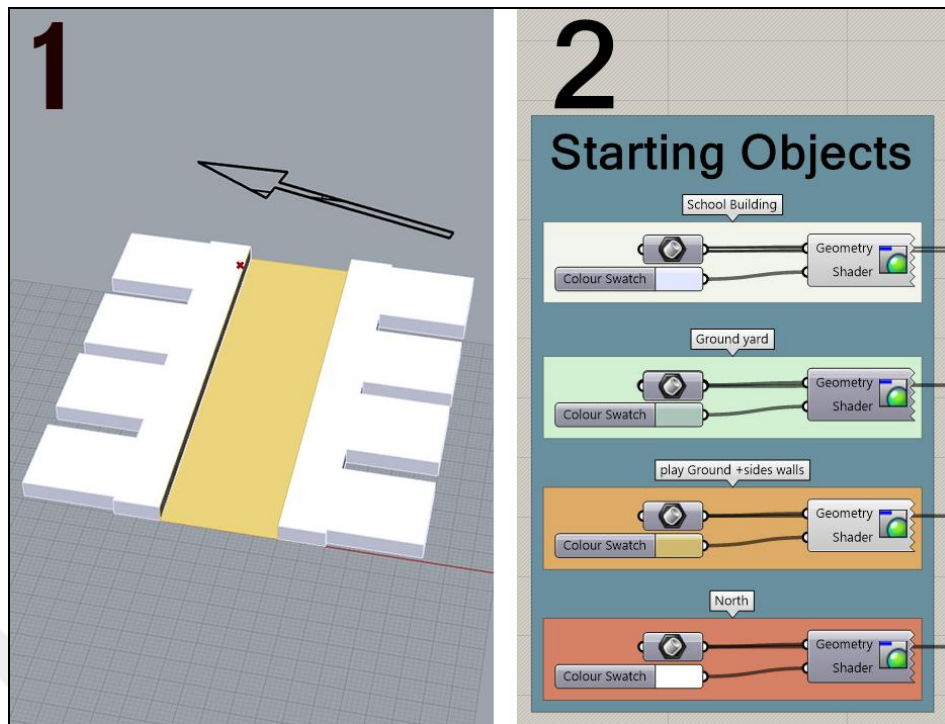 1
2
Starting Objects
School Building
Geometry
Colour Swatch
Shader
Ground yard
Geometry
Colour Swatch
Shader
play Ground +sides walls
Geometry
Colour Swatch
Shader
North
Geometry
Colour Swatch
Shader